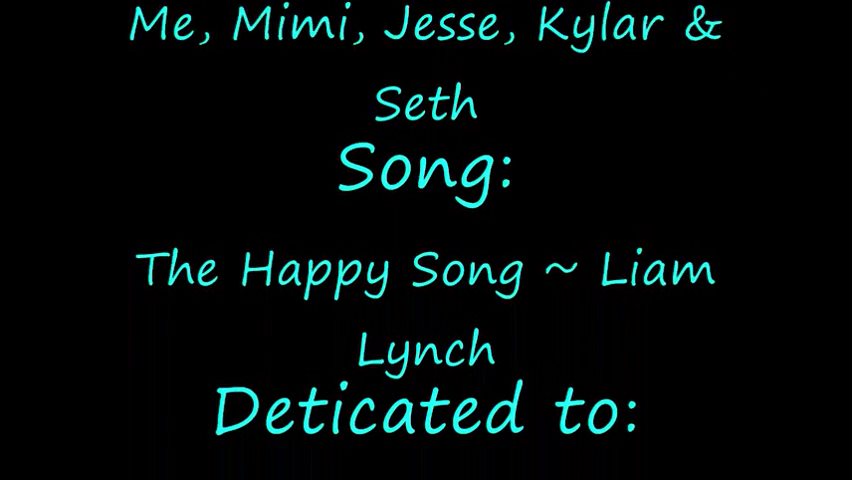 Me, Mimi, Jesse, Kylar &
Seth
Song:
The Happy Song ~ Liam
Lynch
Deticated to: